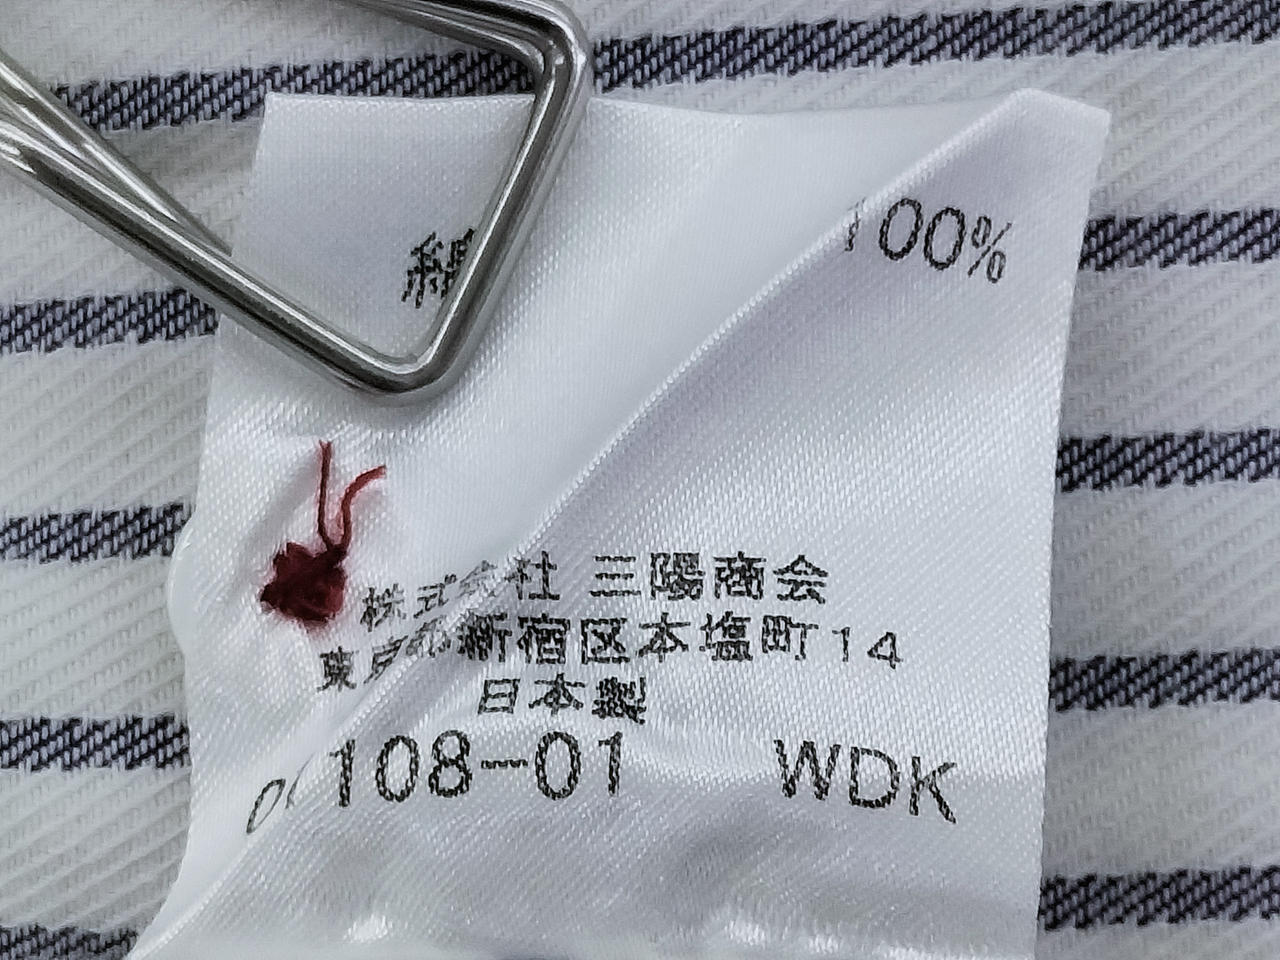 綿 100%
株式会社 三陽商会
東京都新宿区本塩町14
日本製
108-01 WDK